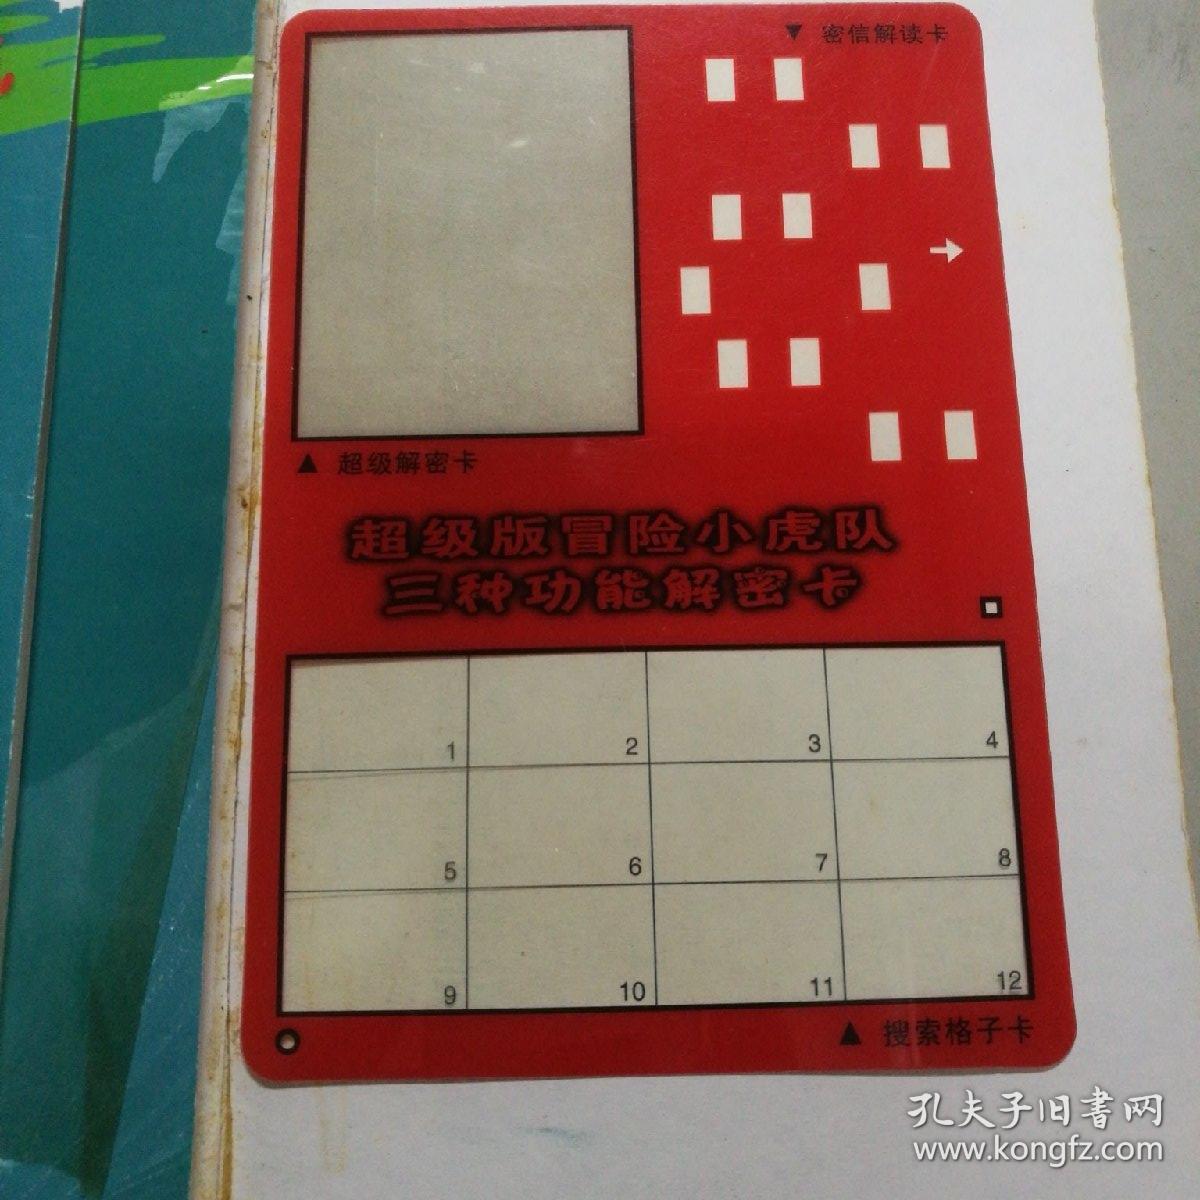 ▼ 密信解读卡
▲ 超级解密卡
超级版冒险小虎队
三种功能解密卡
1 2 3 4
5 6 7 8
9 10 11 12
▲ 搜索格子卡
孔夫子旧書网
www.kongfz.com